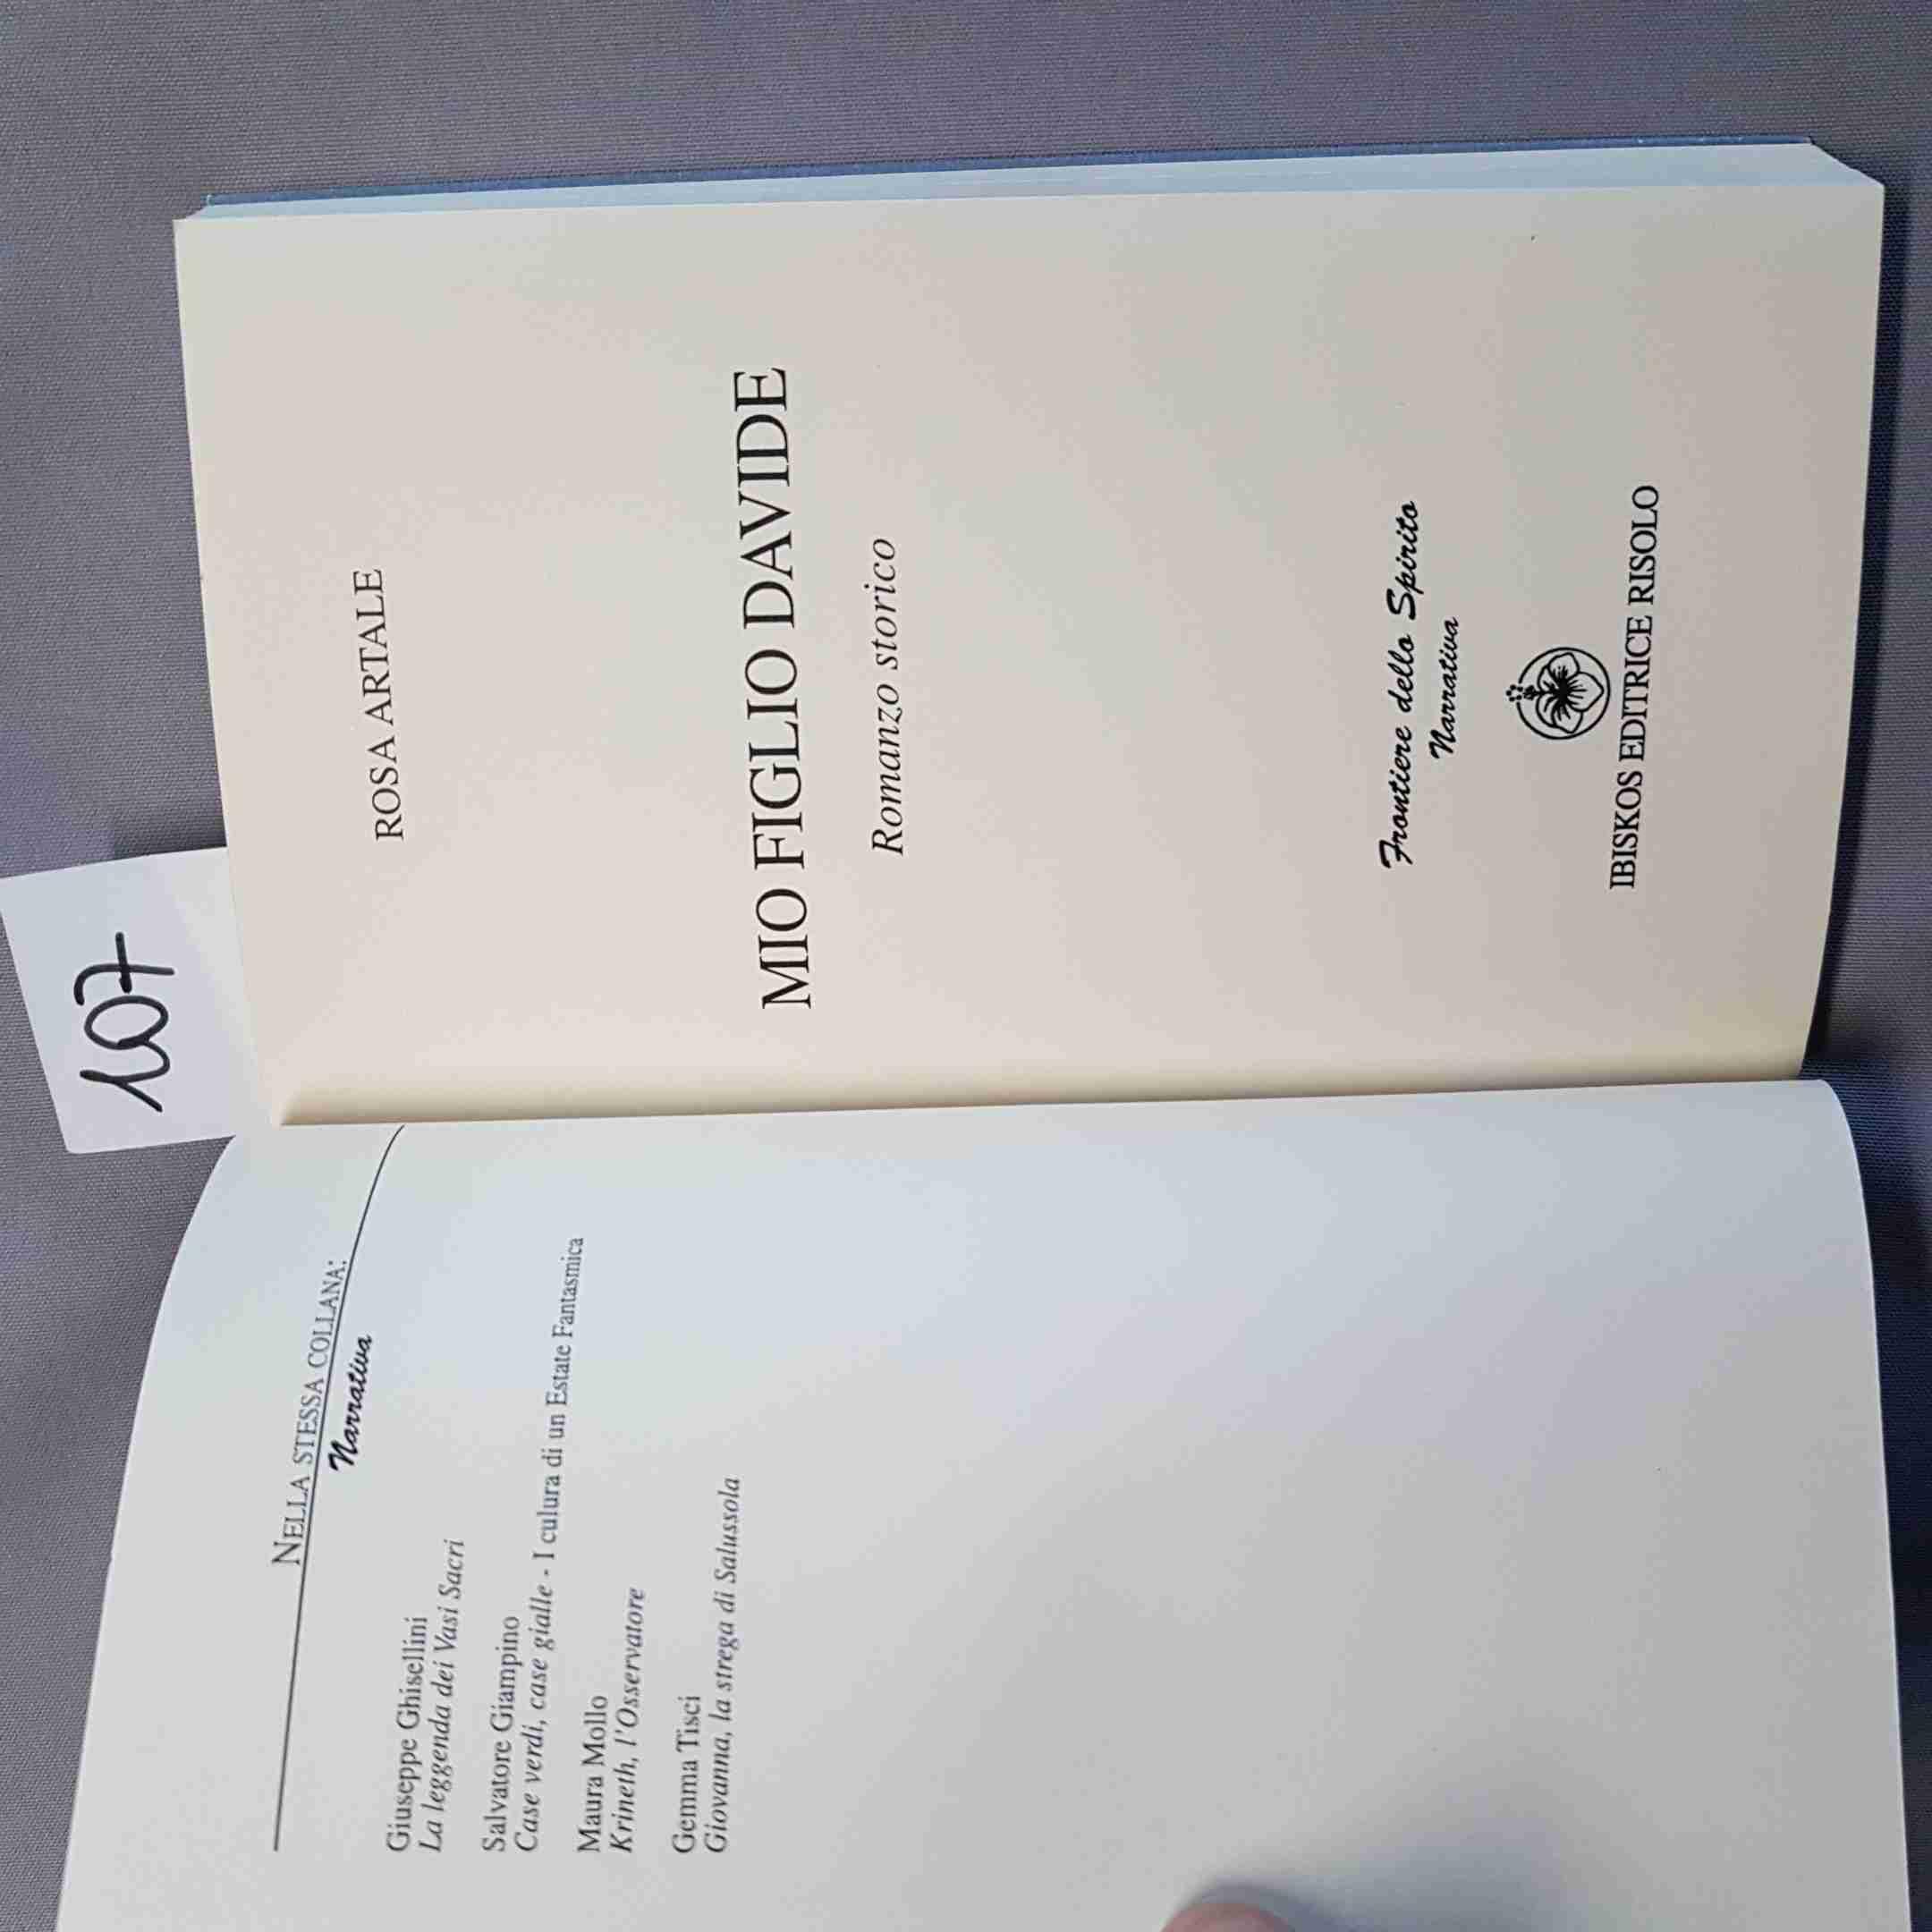 107
NELLA STESSA COLLANA:
Narrativa
Giuseppe Ghisellini
La leggenda dei Vasi Sacri
Salvatore Giampino
Case verdi, case gialle - I culura di un Estate Fantasmica
Maura Mollo
Krineth, l'Osservatore
Gemma Tisci
Giovanna, la strega di Salussola
ROSA ARTALE
MIO FIGLIO DAVIDE
Romanzo storico
Frontiere dello Spirito
Narrativa
IBISKOS EDITRICE RISOLO